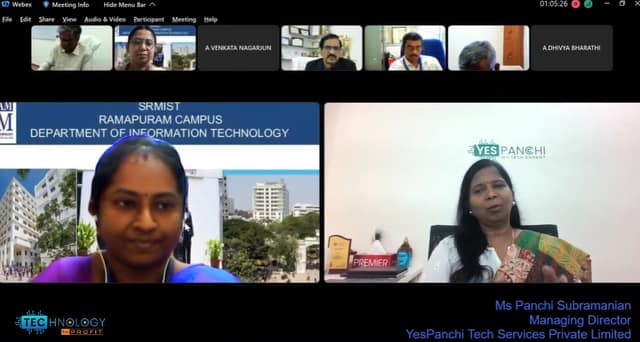 Webex
Meeting Info
Hide Menu Bar
01:05:26
File Edit Share View Audio & Video Participant Meeting Help
A VENKATA NAGARJUN
A.DHIVYA BHARATHI
SRMIST
RAMAPURAM CAMPUS
DEPARTMENT OF INFORMATION TECHNOLOGY
YES PANCHI
PREMIER
Ms Panchi Subramanian
Managing Director
YesPanchi Tech Services Private Limited
TECHNOLOGY
PROFIT